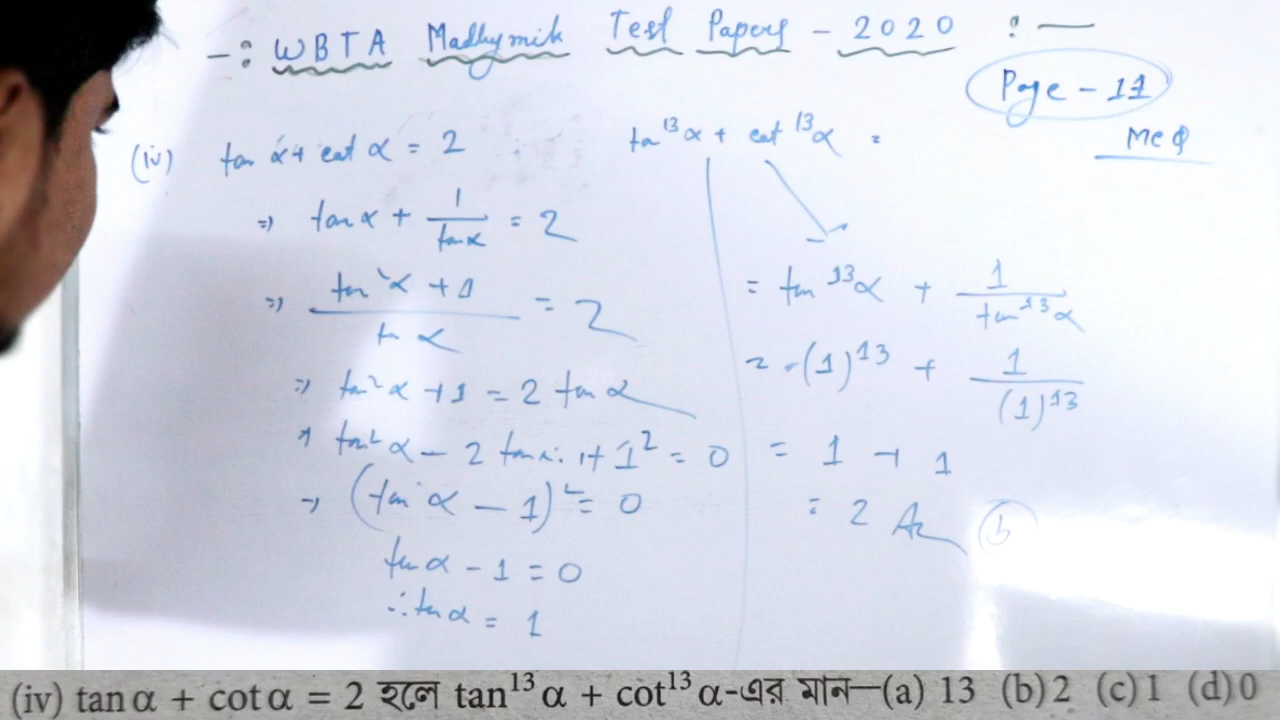 -: WBTA Madhymik Test Papers - 2020 :-
Page - 11
MCQ
(iv) tan α + cot α = 2
⇒ tan α + 1/tan α = 2
⇒ (tan²α + 1)/tan α = 2
⇒ tan²α + 1 = 2 tan α
⇒ tan²α - 2 tan α . 1 + 1² = 0
⇒ (tan α - 1)² = 0
tan α - 1 = 0
∴ tan α = 1
tan¹³α + cot¹³α =
= tan¹³α + 1/tan¹³α
= (1)¹³ + 1/(1)¹³
= 1 + 1
= 2 Ans (b)
(iv) tan α + cot α = 2 হলে tan¹³ α + cot¹³ α-এর মান—(a) 13 (b) 2 (c) 1 (d) 0